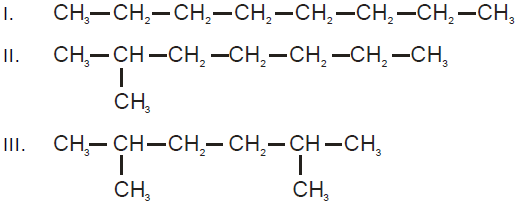 I. CH₃—CH₂—CH₂—CH₂—CH₂—CH₂—CH₂—CH₃
II. CH₃—CH—CH₂—CH₂—CH₂—CH₂—CH₃
CH₃
III. CH₃—CH—CH₂—CH₂—CH—CH₃
CH₃ CH₃